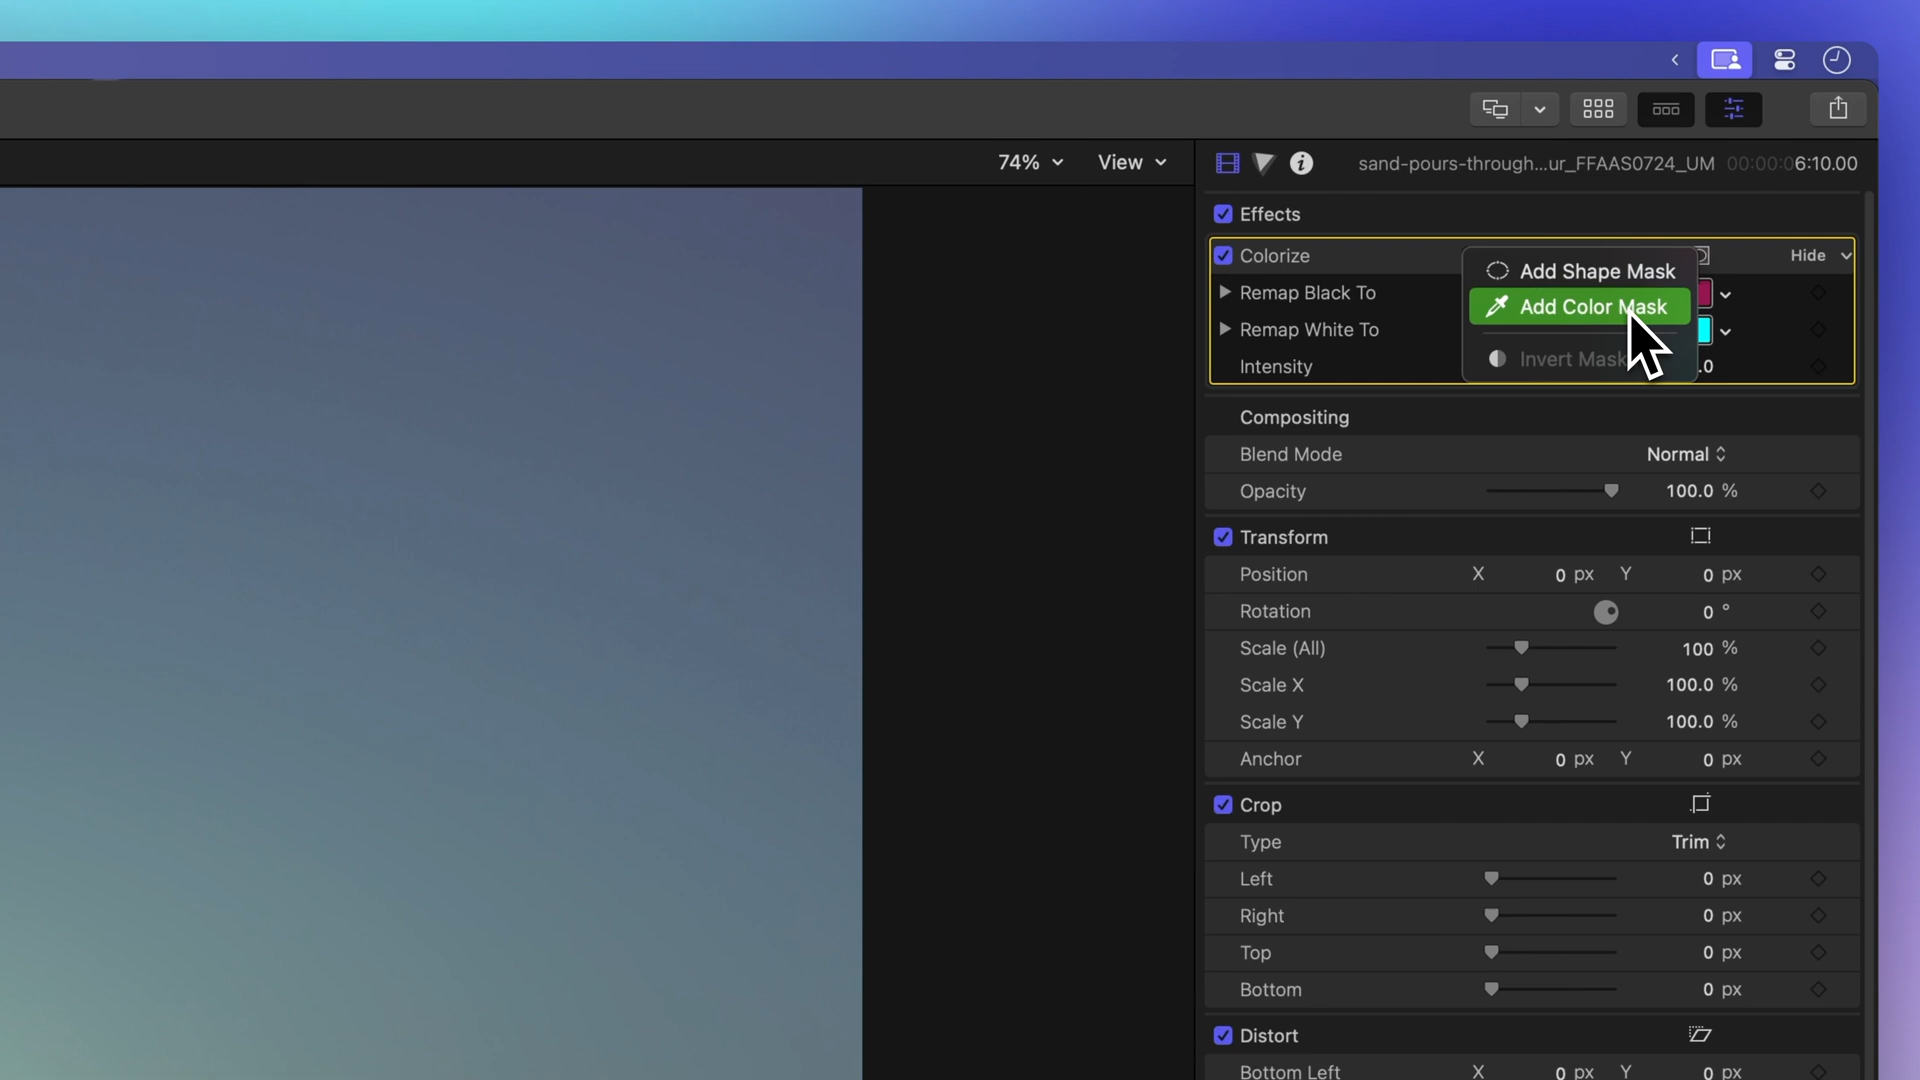 74% View
sand-pours-through...ur_FFAAS0724_UM 00:00:06:10.00
Effects
Colorize Hide
Add Shape Mask
Remap Black To
Add Color Mask
Remap White To
Invert Mask
Intensity .0
Compositing
Blend Mode Normal
Opacity 100.0 %
Transform
Position X 0 px Y 0 px
Rotation 0 °
Scale (All) 100 %
Scale X 100.0 %
Scale Y 100.0 %
Anchor X 0 px Y 0 px
Crop
Type Trim
Left 0 px
Right 0 px
Top 0 px
Bottom 0 px
Distort
Bottom Left X 0 px Y 0 px